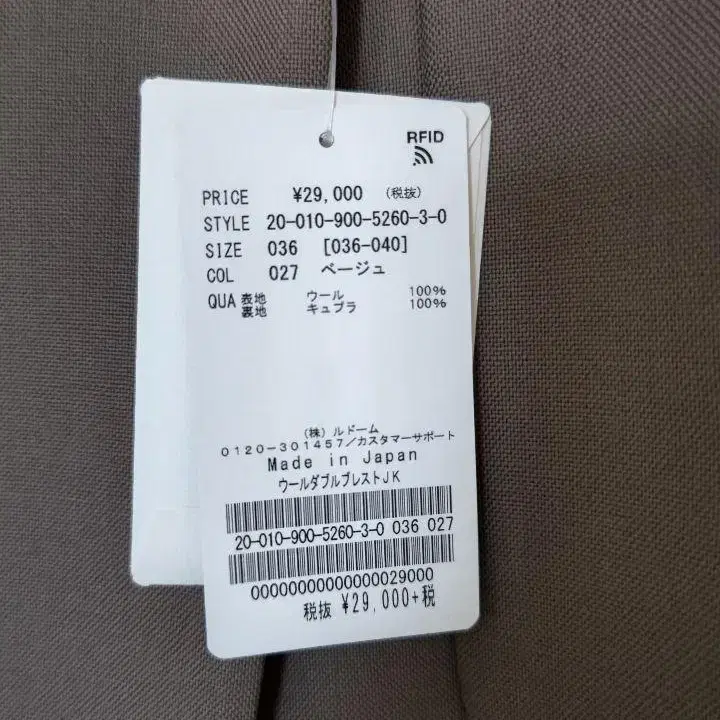 RFID
PRICE ¥29,000 (税抜)
STYLE 20-010-900-5260-3-0
SIZE 036 [036-040]
COL 027 ベージュ
QUA 表地 ウール 100%
裏地 キュプラ 100%
(株) ルドーム
0120-301457/カスタマーサポート
Made in Japan
ウールダブルブレストJK
20-010-900-5260-3-0 036 027
00000000000000029000
税抜 ¥29,000+税